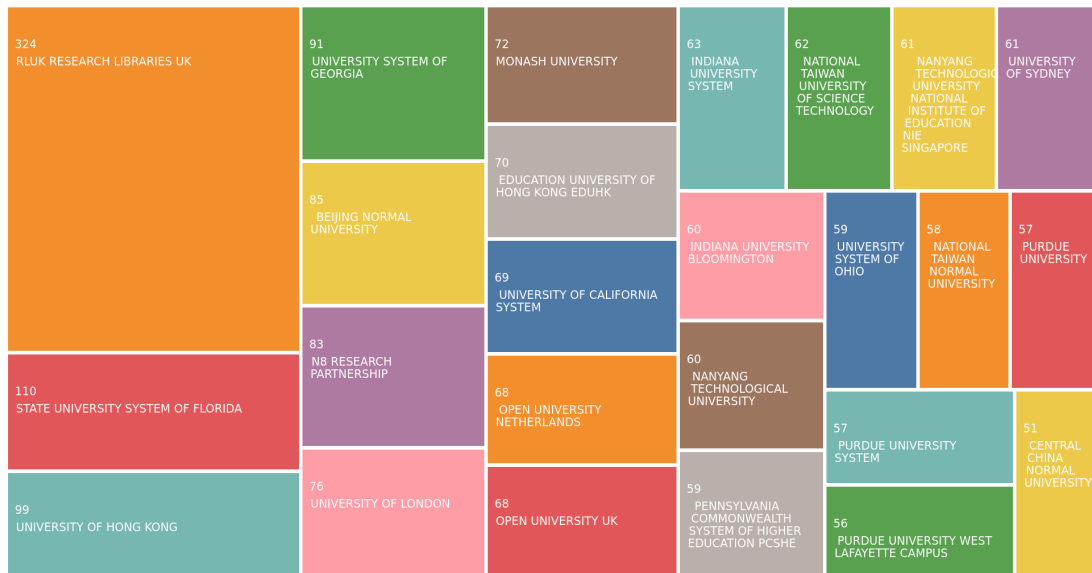 324
RLUK RESEARCH LIBRARIES UK
110
STATE UNIVERSITY SYSTEM OF FLORIDA
99
UNIVERSITY OF HONG KONG
91
UNIVERSITY SYSTEM OF
GEORGIA
85
BEIJING NORMAL
UNIVERSITY
83
N8 RESEARCH
PARTNERSHIP
76
UNIVERSITY OF LONDON
72
MONASH UNIVERSITY
70
EDUCATION UNIVERSITY OF
HONG KONG EDUHK
69
UNIVERSITY OF CALIFORNIA
SYSTEM
68
OPEN UNIVERSITY
NETHERLANDS
68
OPEN UNIVERSITY UK
63
INDIANA
UNIVERSITY
SYSTEM
62
NATIONAL
TAIWAN
UNIVERSITY
OF SCIENCE
TECHNOLOGY
61
NANYANG
TECHNOLOGIC
UNIVERSITY
NATIONAL
INSTITUTE OF
EDUCATION
NIE
SINGAPORE
61
UNIVERSITY
OF SYDNEY
60
INDIANA UNIVERSITY
BLOOMINGTON
60
NANYANG
TECHNOLOGICAL
UNIVERSITY
59
PENNSYLVANIA
COMMONWEALTH
SYSTEM OF HIGHER
EDUCATION PCSHE
59
UNIVERSITY
SYSTEM OF
OHIO
58
NATIONAL
TAIWAN
NORMAL
UNIVERSITY
57
PURDUE
UNIVERSITY
57
PURDUE UNIVERSITY
SYSTEM
56
PURDUE UNIVERSITY WEST
LAFAYETTE CAMPUS
51
CENTRAL
CHINA
NORMAL
UNIVERSITY